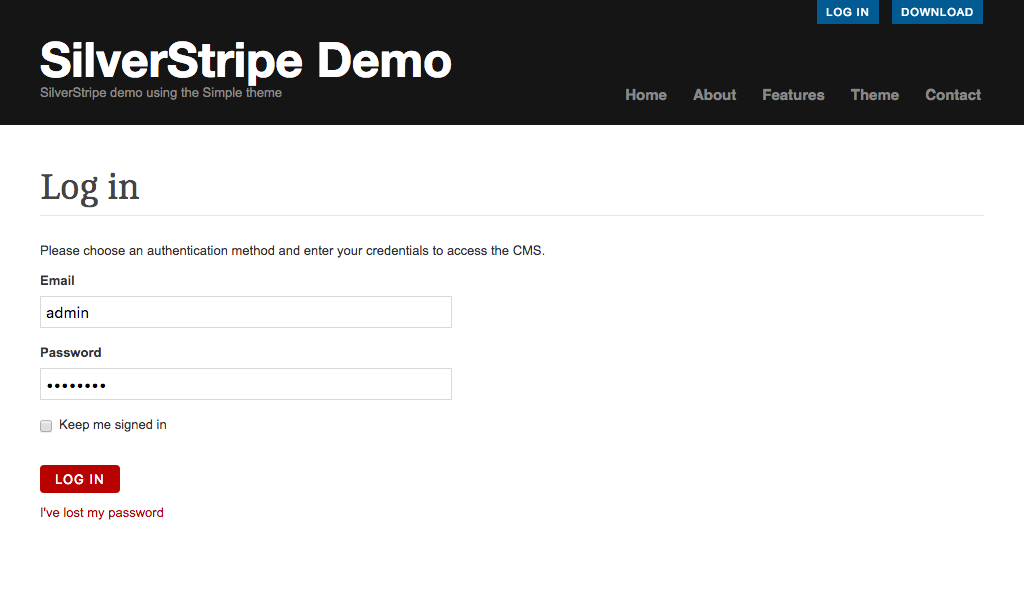 LOG IN DOWNLOAD
SilverStripe Demo
SilverStripe demo using the Simple theme
Home About Features Theme Contact
Log in
Please choose an authentication method and enter your credentials to access the CMS.
Email
admin
Password
••••••••
Keep me signed in
LOG IN
I've lost my password